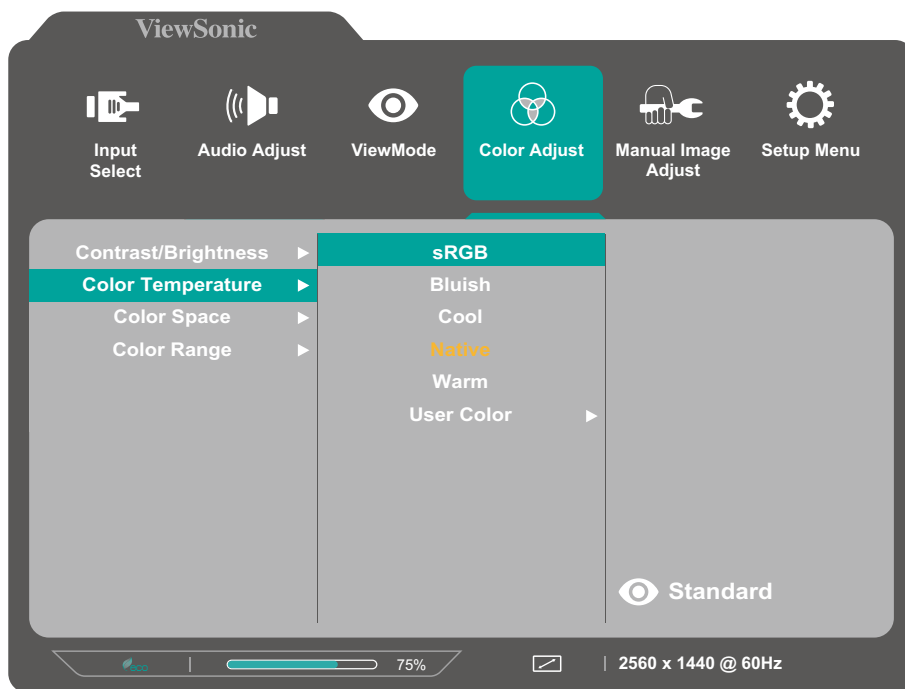 ViewSonic
Input Select
Audio Adjust
ViewMode
Color Adjust
Manual Image Adjust
Setup Menu
Contrast/Brightness
Color Temperature
Color Space
Color Range
sRGB
Bluish
Cool
Native
Warm
User Color
Standard
eco
75%
2560 x 1440 @ 60Hz